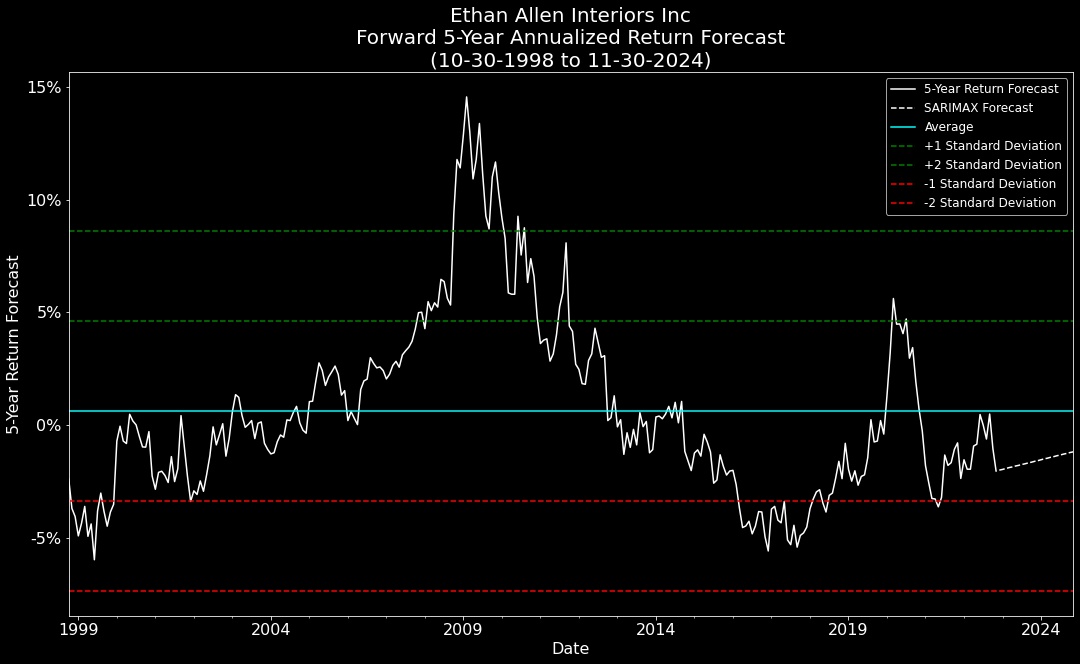 Ethan Allen Interiors Inc
Forward 5-Year Annualized Return Forecast
(10-30-1998 to 11-30-2024)
15%
10%
5%
0%
-5%
5-Year Return Forecast
5-Year Return Forecast
SARIMAX Forecast
Average
+1 Standard Deviation
+2 Standard Deviation
-1 Standard Deviation
-2 Standard Deviation
1999
2004
2009
2014
2019
2024
Date